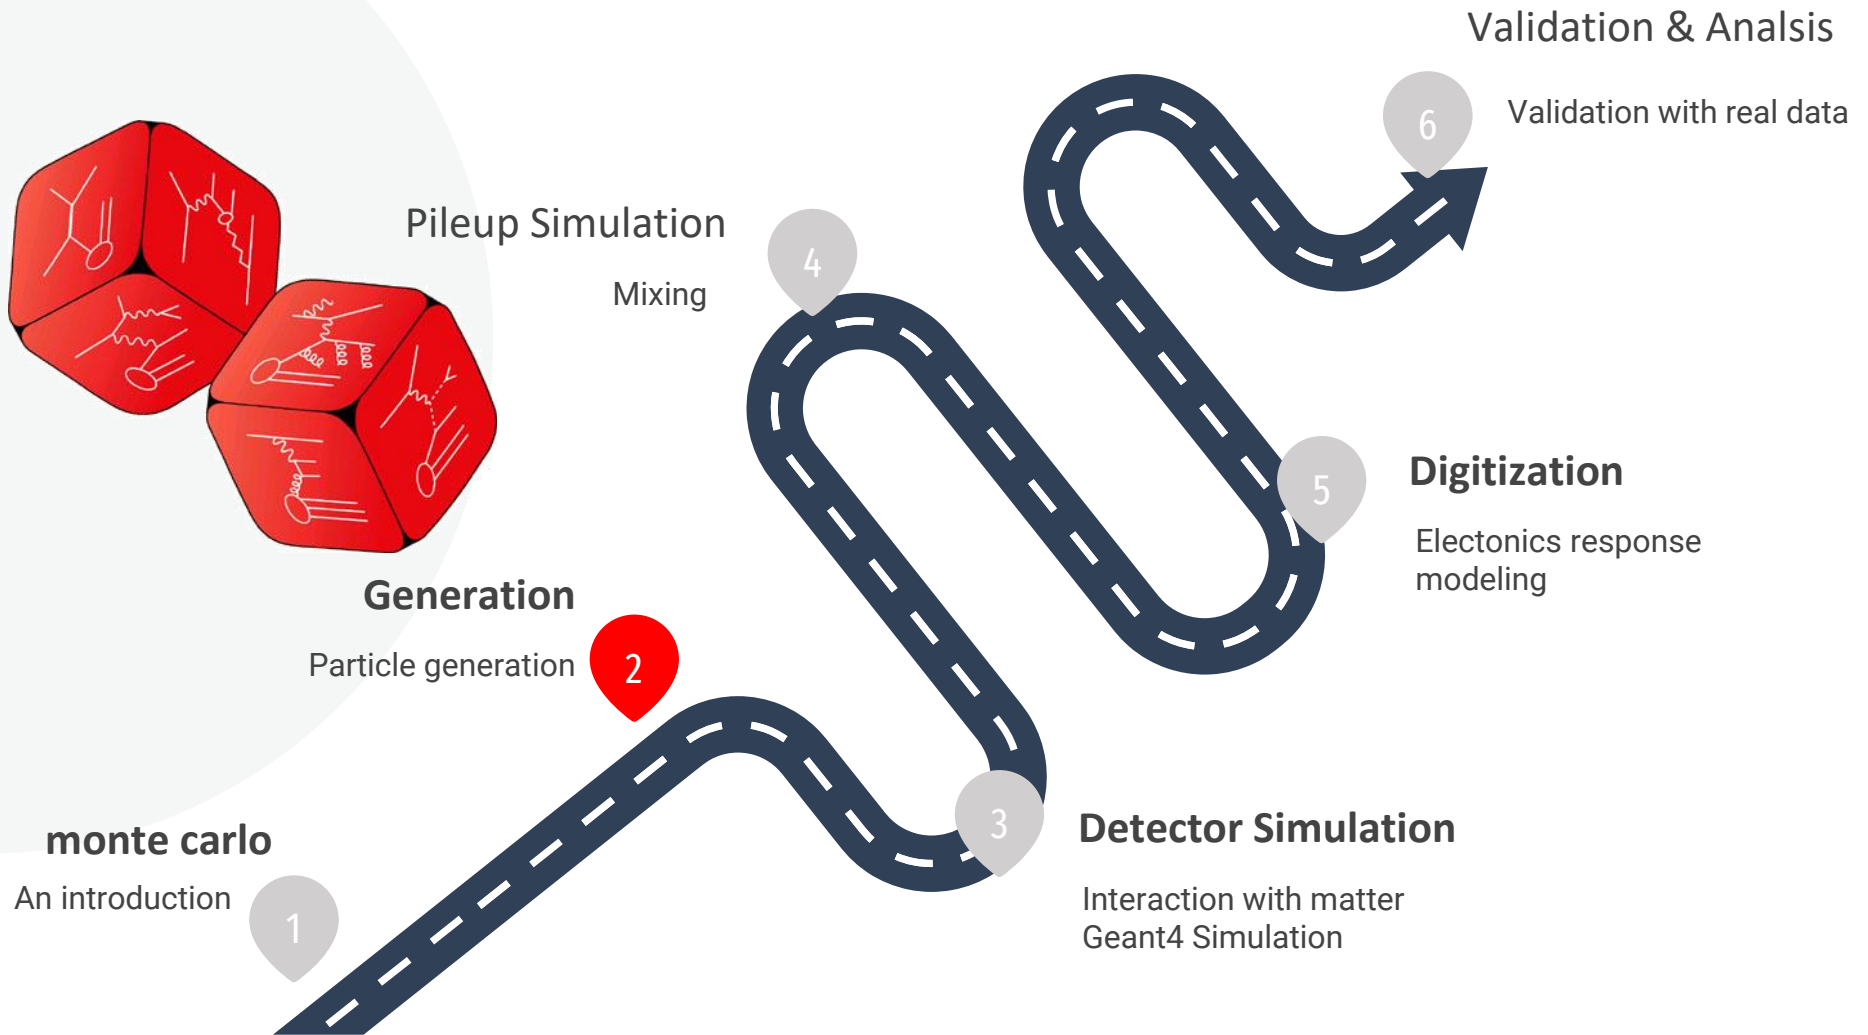 monte carlo
An introduction
1
Generation
Particle generation
2
3
Detector Simulation
Interaction with matter
Geant4 Simulation
Pileup Simulation
Mixing
4
5
Digitization
Electonics response
modeling
Validation & Analsis
Validation with real data
6